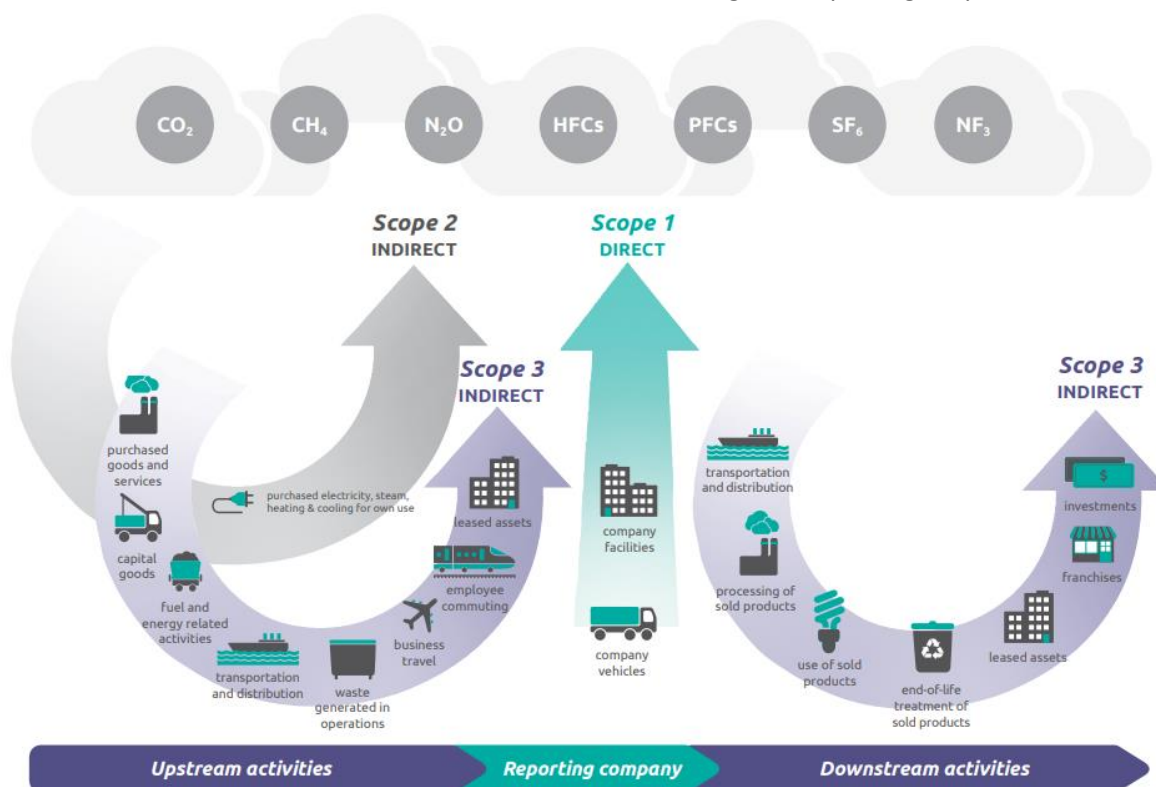 CO₂
CH₄
N₂O
HFCs
PFCs
SF₆
NF₃
Scope 2
INDIRECT
Scope 1
DIRECT
Scope 3
INDIRECT
Scope 3
INDIRECT
purchased
goods and
services
capital
goods
fuel and
energy related
activities
transportation
and distribution
waste
generated in
operations
business
travel
employee
commuting
leased assets
purchased electricity, steam,
heating & cooling for own use
company
facilities
company
vehicles
transportation
and distribution
processing of
sold products
use of sold
products
end-of-life
treatment of
sold products
leased assets
franchises
$
investments
Upstream activities
Reporting company
Downstream activities